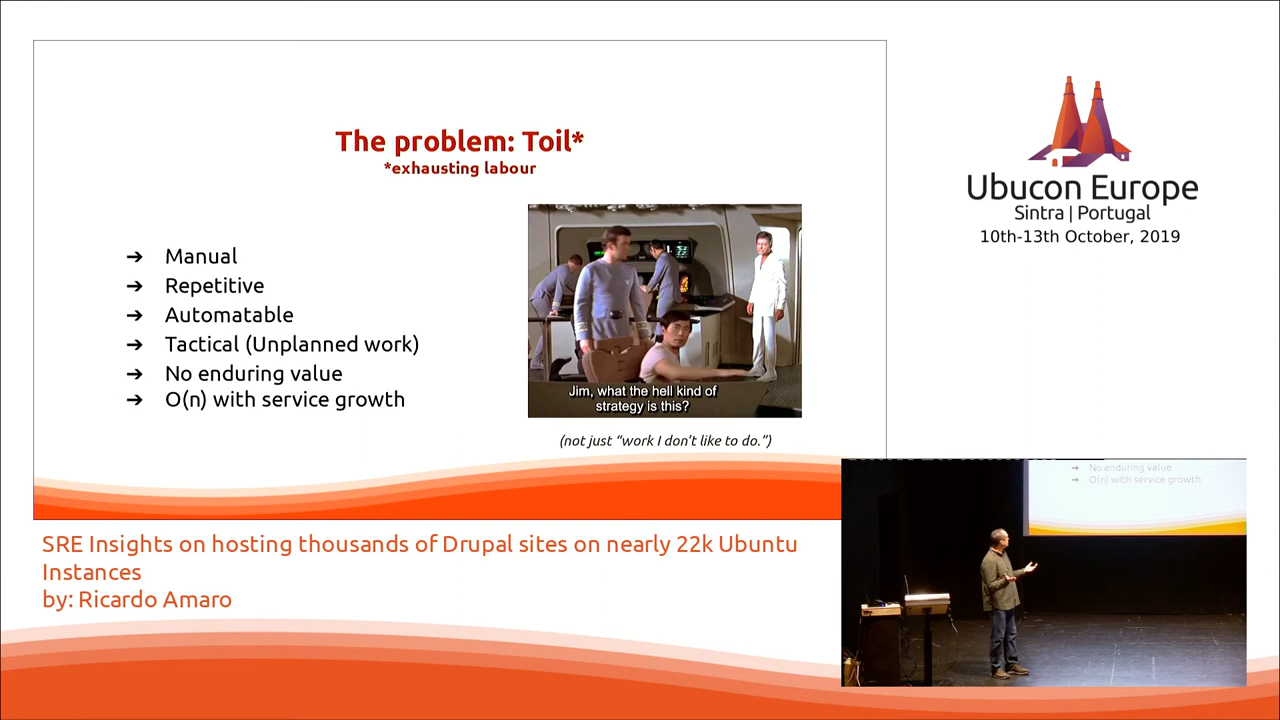 The problem: Toil*
*exhausting labour
➔ Manual
➔ Repetitive
➔ Automatable
➔ Tactical (Unplanned work)
➔ No enduring value
➔ O(n) with service growth
Jim, what the hell kind of
strategy is this?
(not just “work I don’t like to do.”)
Ubucon Europe
Sintra | Portugal
10th-13th October, 2019
SRE Insights on hosting thousands of Drupal sites on nearly 22k Ubuntu
Instances
by: Ricardo Amaro
➔ No enduring value
➔ O(n) with service growth